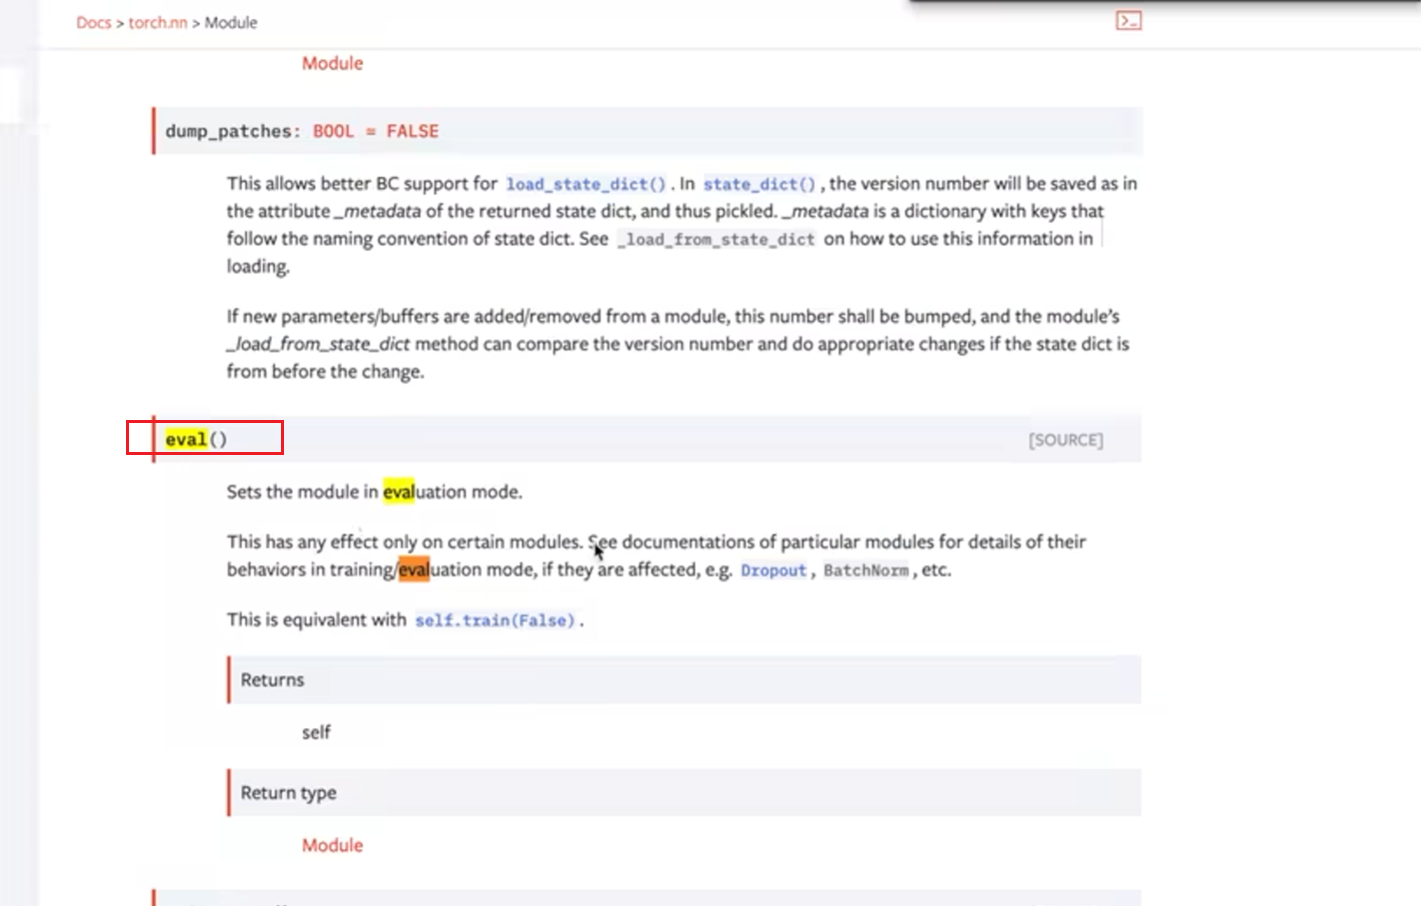 Docs > torch.nn > Module
Module
dump_patches: BOOL = FALSE
This allows better BC support for load_state_dict(). In state_dict(), the version number will be saved as in
the attribute _metadata of the returned state dict, and thus pickled. _metadata is a dictionary with keys that
follow the naming convention of state dict. See _load_from_state_dict on how to use this information in
loading.
If new parameters/buffers are added/removed from a module, this number shall be bumped, and the module's
_load_from_state_dict method can compare the version number and do appropriate changes if the state dict is
from before the change.
eval()
[SOURCE]
Sets the module in evaluation mode.
This has any effect only on certain modules. See documentations of particular modules for details of their
behaviors in training/evaluation mode, if they are affected, e.g. Dropout, BatchNorm, etc.
This is equivalent with self.train(False).
Returns
self
Return type
Module